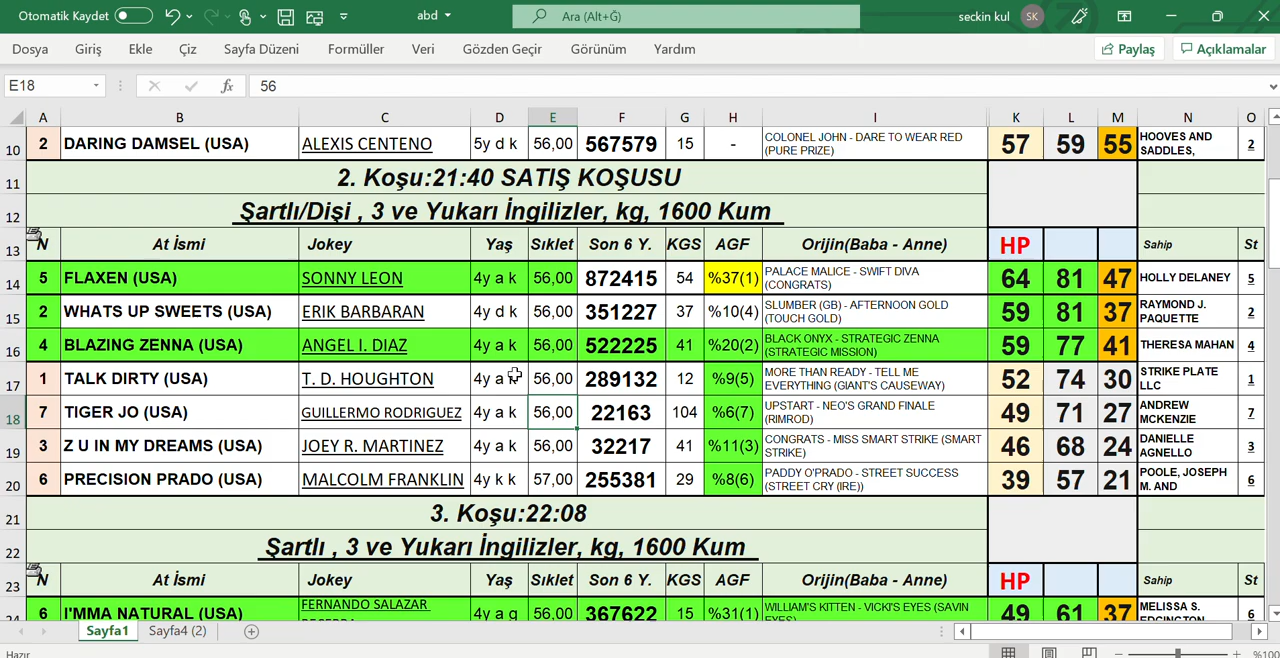 Otomatik Kaydet abd Ara (Alt+Ğ) seckin kul SK
Dosya Giriş Ekle Çiz Sayfa Düzeni Formüller Veri Gözden Geçir Görünüm Yardım Paylaş Açıklamalar
E18 fx 56
A B C D E F G H I K L M N O
10 2 DARING DAMSEL (USA) ALEXIS CENTENO 5y d k 56,00 567579 15 - COLONEL JOHN - DARE TO WEAR RED (PURE PRIZE) 57 59 55 HOOVES AND SADDLES, 2
11 2. Koşu:21:40 SATIŞ KOŞUSU
12 Şartlı/Dişi , 3 ve Yukarı İngilizler, kg, 1600 Kum
13 N At İsmi Jokey Yaş Sıklet Son 6 Y. KGS AGF Orijin(Baba - Anne) HP Sahip St
14 5 FLAXEN (USA) SONNY LEON 4y a k 56,00 872415 54 %37(1) PALACE MALICE - SWIFT DIVA (CONGRATS) 64 81 47 HOLLY DELANEY 5
15 2 WHATS UP SWEETS (USA) ERIK BARBARAN 4y d k 56,00 351227 37 %10(4) SLUMBER (GB) - AFTERNOON GOLD (TOUCH GOLD) 59 81 37 RAYMOND J. PAQUETTE 2
16 4 BLAZING ZENNA (USA) ANGEL I. DIAZ 4y a k 56,00 522225 41 %20(2) BLACK ONYX - STRATEGIC ZENNA (STRATEGIC MISSION) 59 77 41 THERESA MAHAN 4
17 1 TALK DIRTY (USA) T. D. HOUGHTON 4y a 56,00 289132 12 %9(5) MORE THAN READY - TELL ME EVERYTHING (GIANT'S CAUSEWAY) 52 74 30 STRIKE PLATE LLC 1
18 7 TIGER JO (USA) GUILLERMO RODRIGUEZ 4y a k 56,00 22163 104 %6(7) UPSTART - NEO'S GRAND FINALE (RIMROD) 49 71 27 ANDREW MCKENZIE 7
19 3 Z U IN MY DREAMS (USA) JOEY R. MARTINEZ 4y a k 56,00 32217 41 %11(3) CONGRATS - MISS SMART STRIKE (SMART STRIKE) 46 68 24 DANIELLE AGNELLO 3
20 6 PRECISION PRADO (USA) MALCOLM FRANKLIN 4y k k 57,00 255381 29 %8(6) PADDY O'PRADO - STREET SUCCESS (STREET CRY (IRE)) 39 57 21 POOLE, JOSEPH M. AND 6
21 3. Koşu:22:08
22 Şartlı , 3 ve Yukarı İngilizler, kg, 1600 Kum
23 N At İsmi Jokey Yaş Sıklet Son 6 Y. KGS AGF Orijin(Baba - Anne) HP Sahip St
24 6 I'MMA NATURAL (USA) FERNANDO SALAZAR 4y a g 56,00 367622 15 %31(1) WILLIAM'S KITTEN - VICKI'S EYES (SAVIN EYES) 49 61 37 MELISSA S. 6
Sayfa1 Sayfa4 (2)
Hazır %100